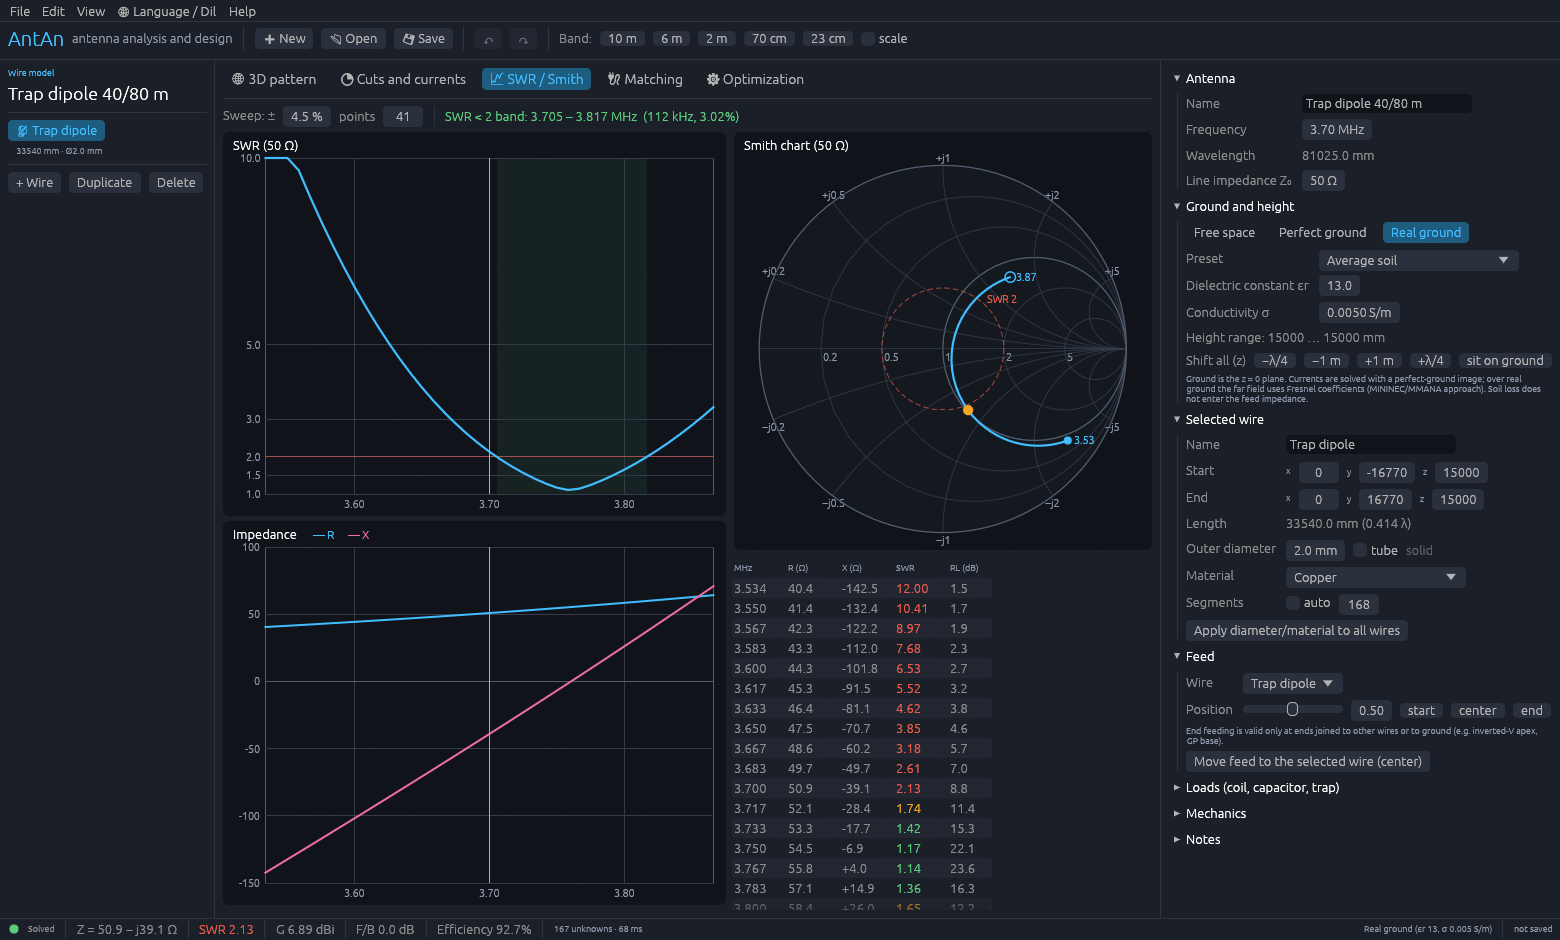 File Edit View Language / Dil Help
AntAn antenna analysis and design + New Open Save Band: 10 m 6 m 2 m 70 cm 23 cm scale
Wire model
Trap dipole 40/80 m
Trap dipole
33540 mm · Ø2.0 mm
+ Wire Duplicate Delete
3D pattern Cuts and currents SWR / Smith Matching Optimization
Sweep: ± 4.5 % points 41 SWR < 2 band: 3.705 – 3.817 MHz (112 kHz, 3.02%)
SWR (50 Ω)
10.0
5.0
3.0
2.0
1.5
1.0
3.60 3.70 3.80
Impedance — R — X
100
50
0
-50
-100
-150
3.60 3.70 3.80
Smith chart (50 Ω)
+j1
+j0.5 +j2
+j0.2 +j5
3.87
SWR 2
0.2 0.5 1 2 5
−j0.2 −j5
3.53
−j0.5 −j2
−j1
MHz R (Ω) X (Ω) SWR RL (dB)
3.534 40.4 -142.5 12.00 1.5
3.550 41.4 -132.4 10.41 1.7
3.567 42.3 -122.2 8.97 1.9
3.583 43.3 -112.0 7.68 2.3
3.600 44.3 -101.8 6.53 2.7
3.617 45.3 -91.5 5.52 3.2
3.633 46.4 -81.1 4.62 3.8
3.650 47.5 -70.7 3.85 4.6
3.667 48.6 -60.2 3.18 5.7
3.683 49.7 -49.7 2.61 7.0
3.700 50.9 -39.1 2.13 8.8
3.717 52.1 -28.4 1.74 11.4
3.733 53.3 -17.7 1.42 15.3
3.750 54.5 -6.9 1.17 22.1
3.767 55.8 +4.0 1.14 23.6
3.783 57.1 +14.9 1.36 16.3
3.800 58.4 +26.0 1.65 12.2
Antenna
Name Trap dipole 40/80 m
Frequency 3.70 MHz
Wavelength 81025.0 mm
Line impedance Z₀ 50 Ω
Ground and height
Free space Perfect ground Real ground
Preset Average soil
Dielectric constant εr 13.0
Conductivity σ 0.0050 S/m
Height range: 15000 … 15000 mm
Shift all (z) −λ/4 −1 m +1 m +λ/4 sit on ground
Ground is the z = 0 plane. Currents are solved with a perfect-ground image; over real
ground the far field uses Fresnel coefficients (MININEC/MMANA approach). Soil loss does
not enter the feed impedance.
Selected wire
Name Trap dipole
Start x 0 y -16770 z 15000
End x 0 y 16770 z 15000
Length 33540.0 mm (0.414 λ)
Outer diameter 2.0 mm tube solid
Material Copper
Segments auto 168
Apply diameter/material to all wires
Feed
Wire Trap dipole
Position 0.50 start center end
End feeding is valid only at ends joined to other wires or to ground (e.g. inverted-V apex,
GP base).
Move feed to the selected wire (center)
Loads (coil, capacitor, trap)
Mechanics
Notes
Solved Z = 50.9 − j39.1 Ω SWR 2.13 G 6.89 dBi F/B 0.0 dB Efficiency 92.7% 167 unknowns · 68 ms Real ground (εr 13, σ 0.005 S/m) not saved